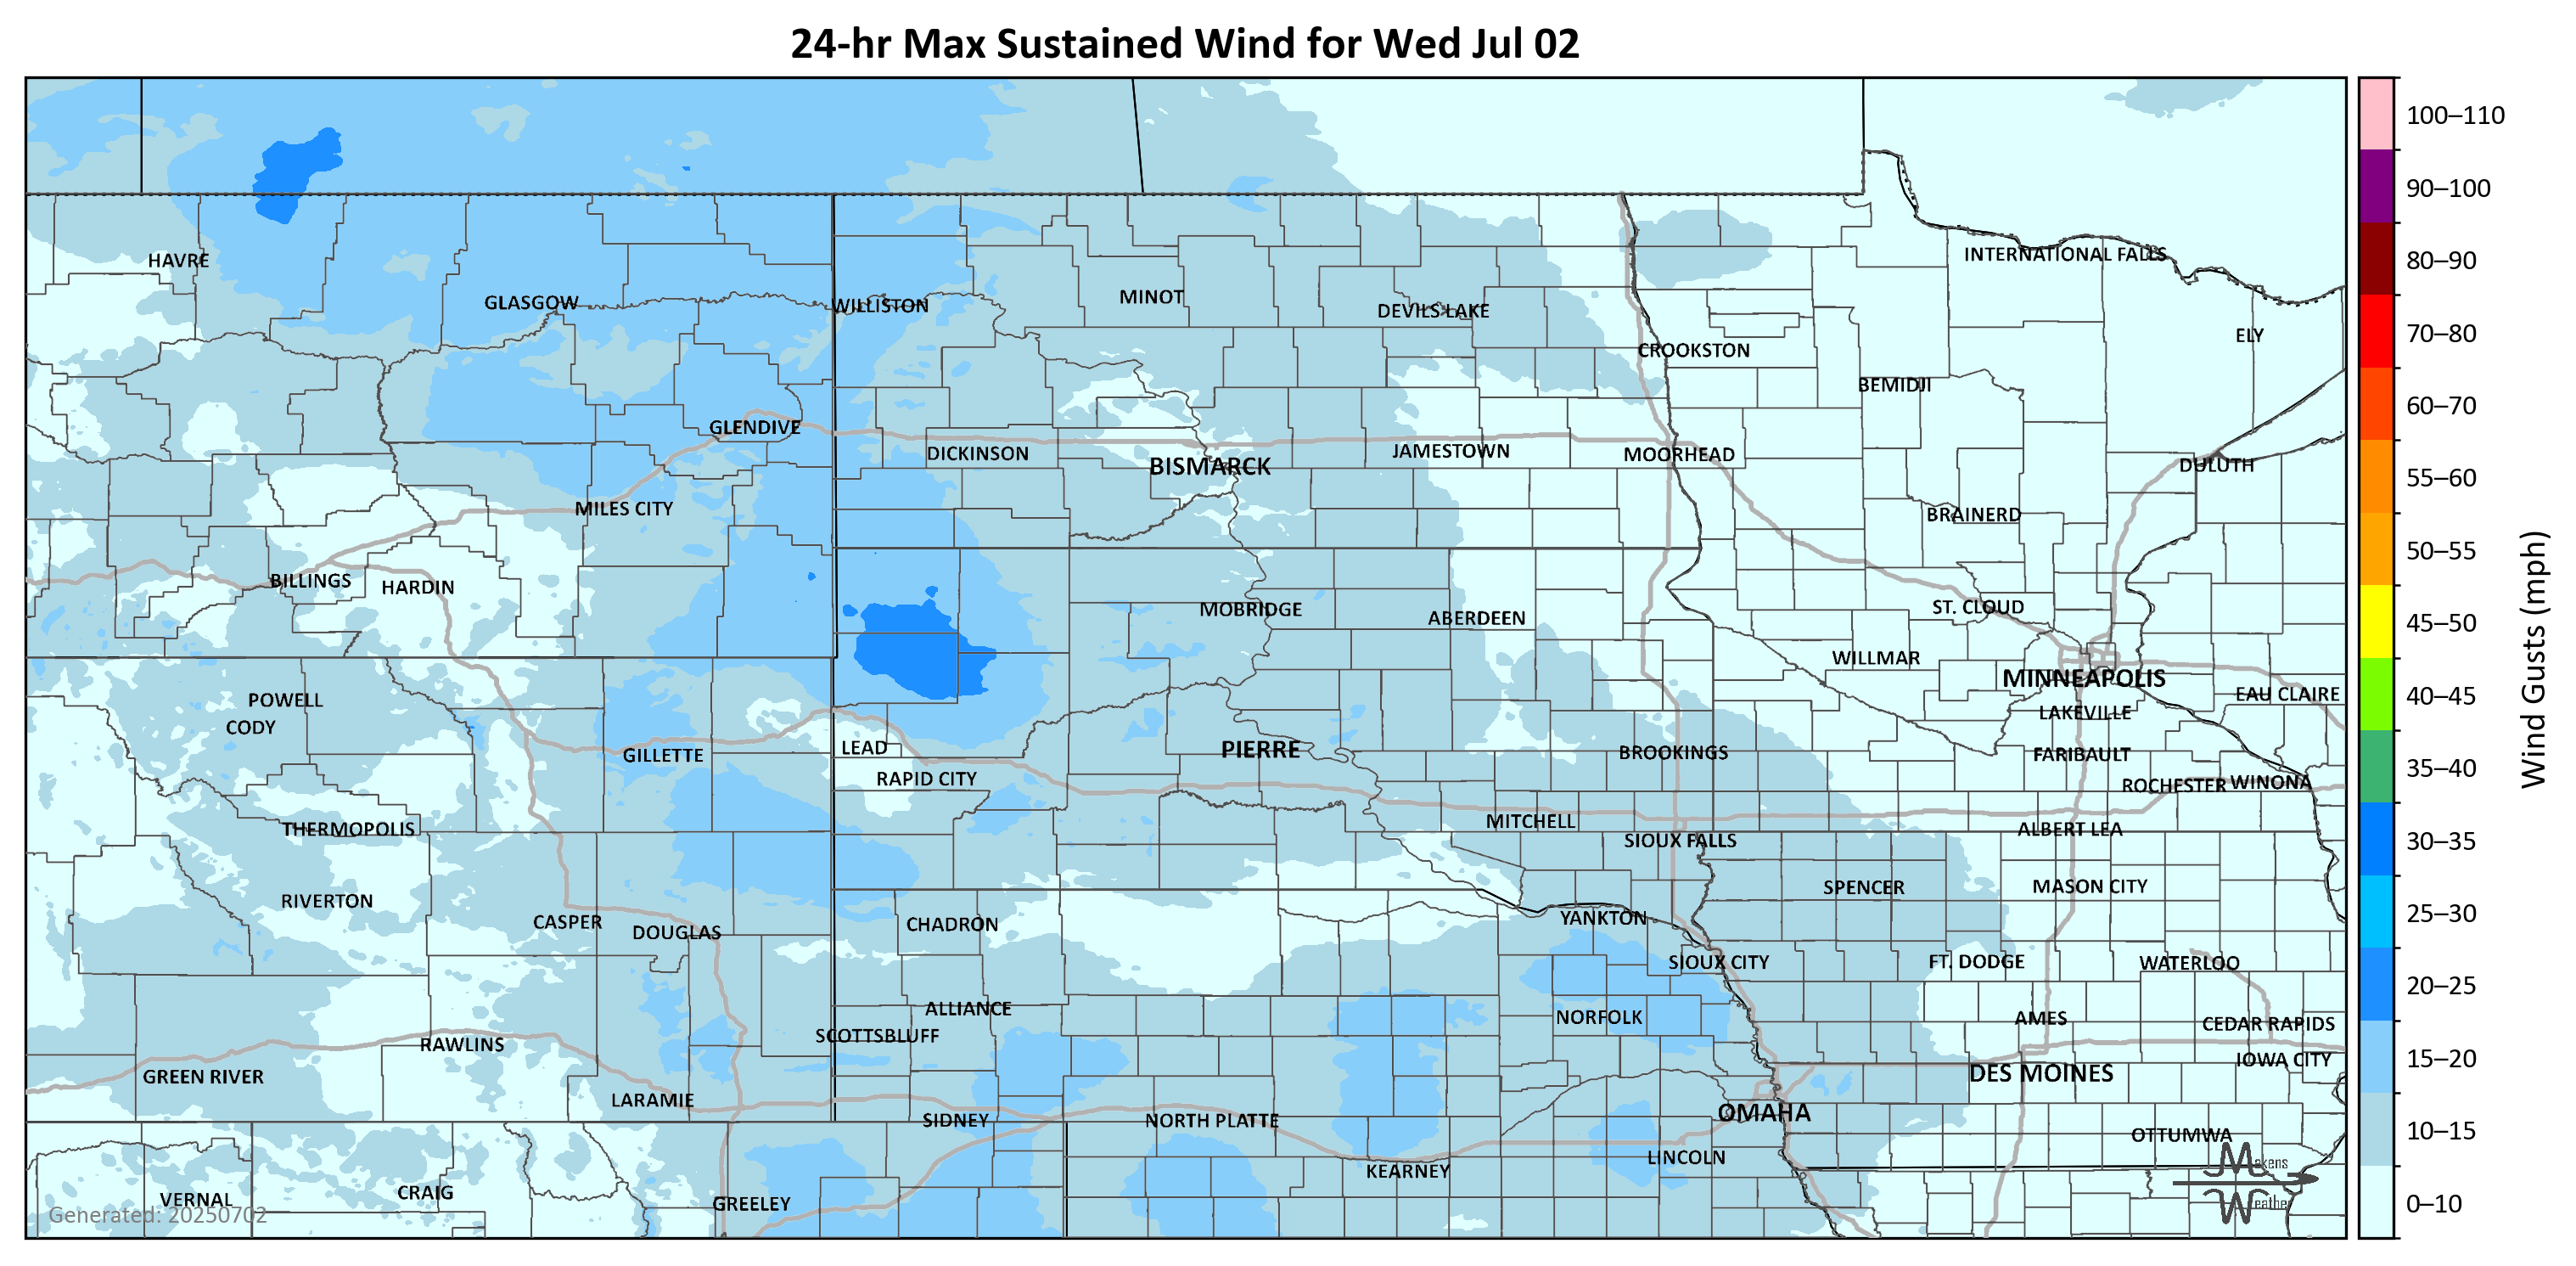 24-hr Max Sustained Wind for Wed Jul 02
100–110
90–100
HAVRE
INTERNATIONAL FALLS
80–90
GLASGOW
WILLISTON
MINOT
DEVILS LAKE
70–80
ELY
CROOKSTON
BEMIDJI
60–70
GLENDIVE
DICKINSON
BISMARCK
JAMESTOWN
MOORHEAD
DULUTH
55–60
MILES CITY
BRAINERD
50–55
BILLINGS
HARDIN
MOBRIDGE
ABERDEEN
ST. CLOUD
45–50
WILLMAR
MINNEAPOLIS
POWELL
EAU CLAIRE
40–45
CODY
LAKEVILLE
GILLETTE
LEAD
PIERRE
BROOKINGS
FARIBAULT
35–40
RAPID CITY
ROCHESTER
WINONA
THERMOPOLIS
MITCHELL
ALBERT LEA
SIOUX FALLS
30–35
RIVERTON
SPENCER
MASON CITY
CASPER
DOUGLAS
CHADRON
YANKTON
25–30
SIOUX CITY
FT. DODGE
WATERLOO
20–25
ALLIANCE
NORFOLK
AMES
CEDAR RAPIDS
SCOTTSBLUFF
RAWLINS
IOWA CITY
15–20
GREEN RIVER
DES MOINES
LARAMIE
SIDNEY
NORTH PLATTE
OMAHA
10–15
OTTUMWA
KEARNEY
LINCOLN
Makens
Weather
VERNAL
CRAIG
GREELEY
0–10
Generated: 20250702
Wind Gusts (mph)